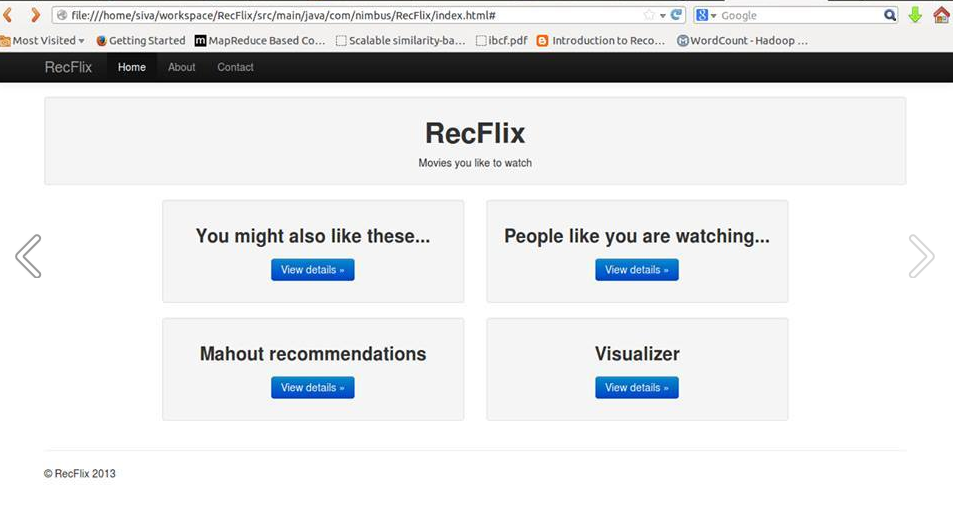 file:///home/siva/workspace/RecFlix/src/main/java/com/nimbus/RecFlix/index.html#
Google
Most Visited
Getting Started
MapReduce Based Co...
Scalable similarity-ba...
ibcf.pdf
Introduction to Reco...
WordCount - Hadoop ...
RecFlix
Home
About
Contact
RecFlix
Movies you like to watch
You might also like these...
View details »
People like you are watching...
View details »
Mahout recommendations
View details »
Visualizer
View details »
© RecFlix 2013